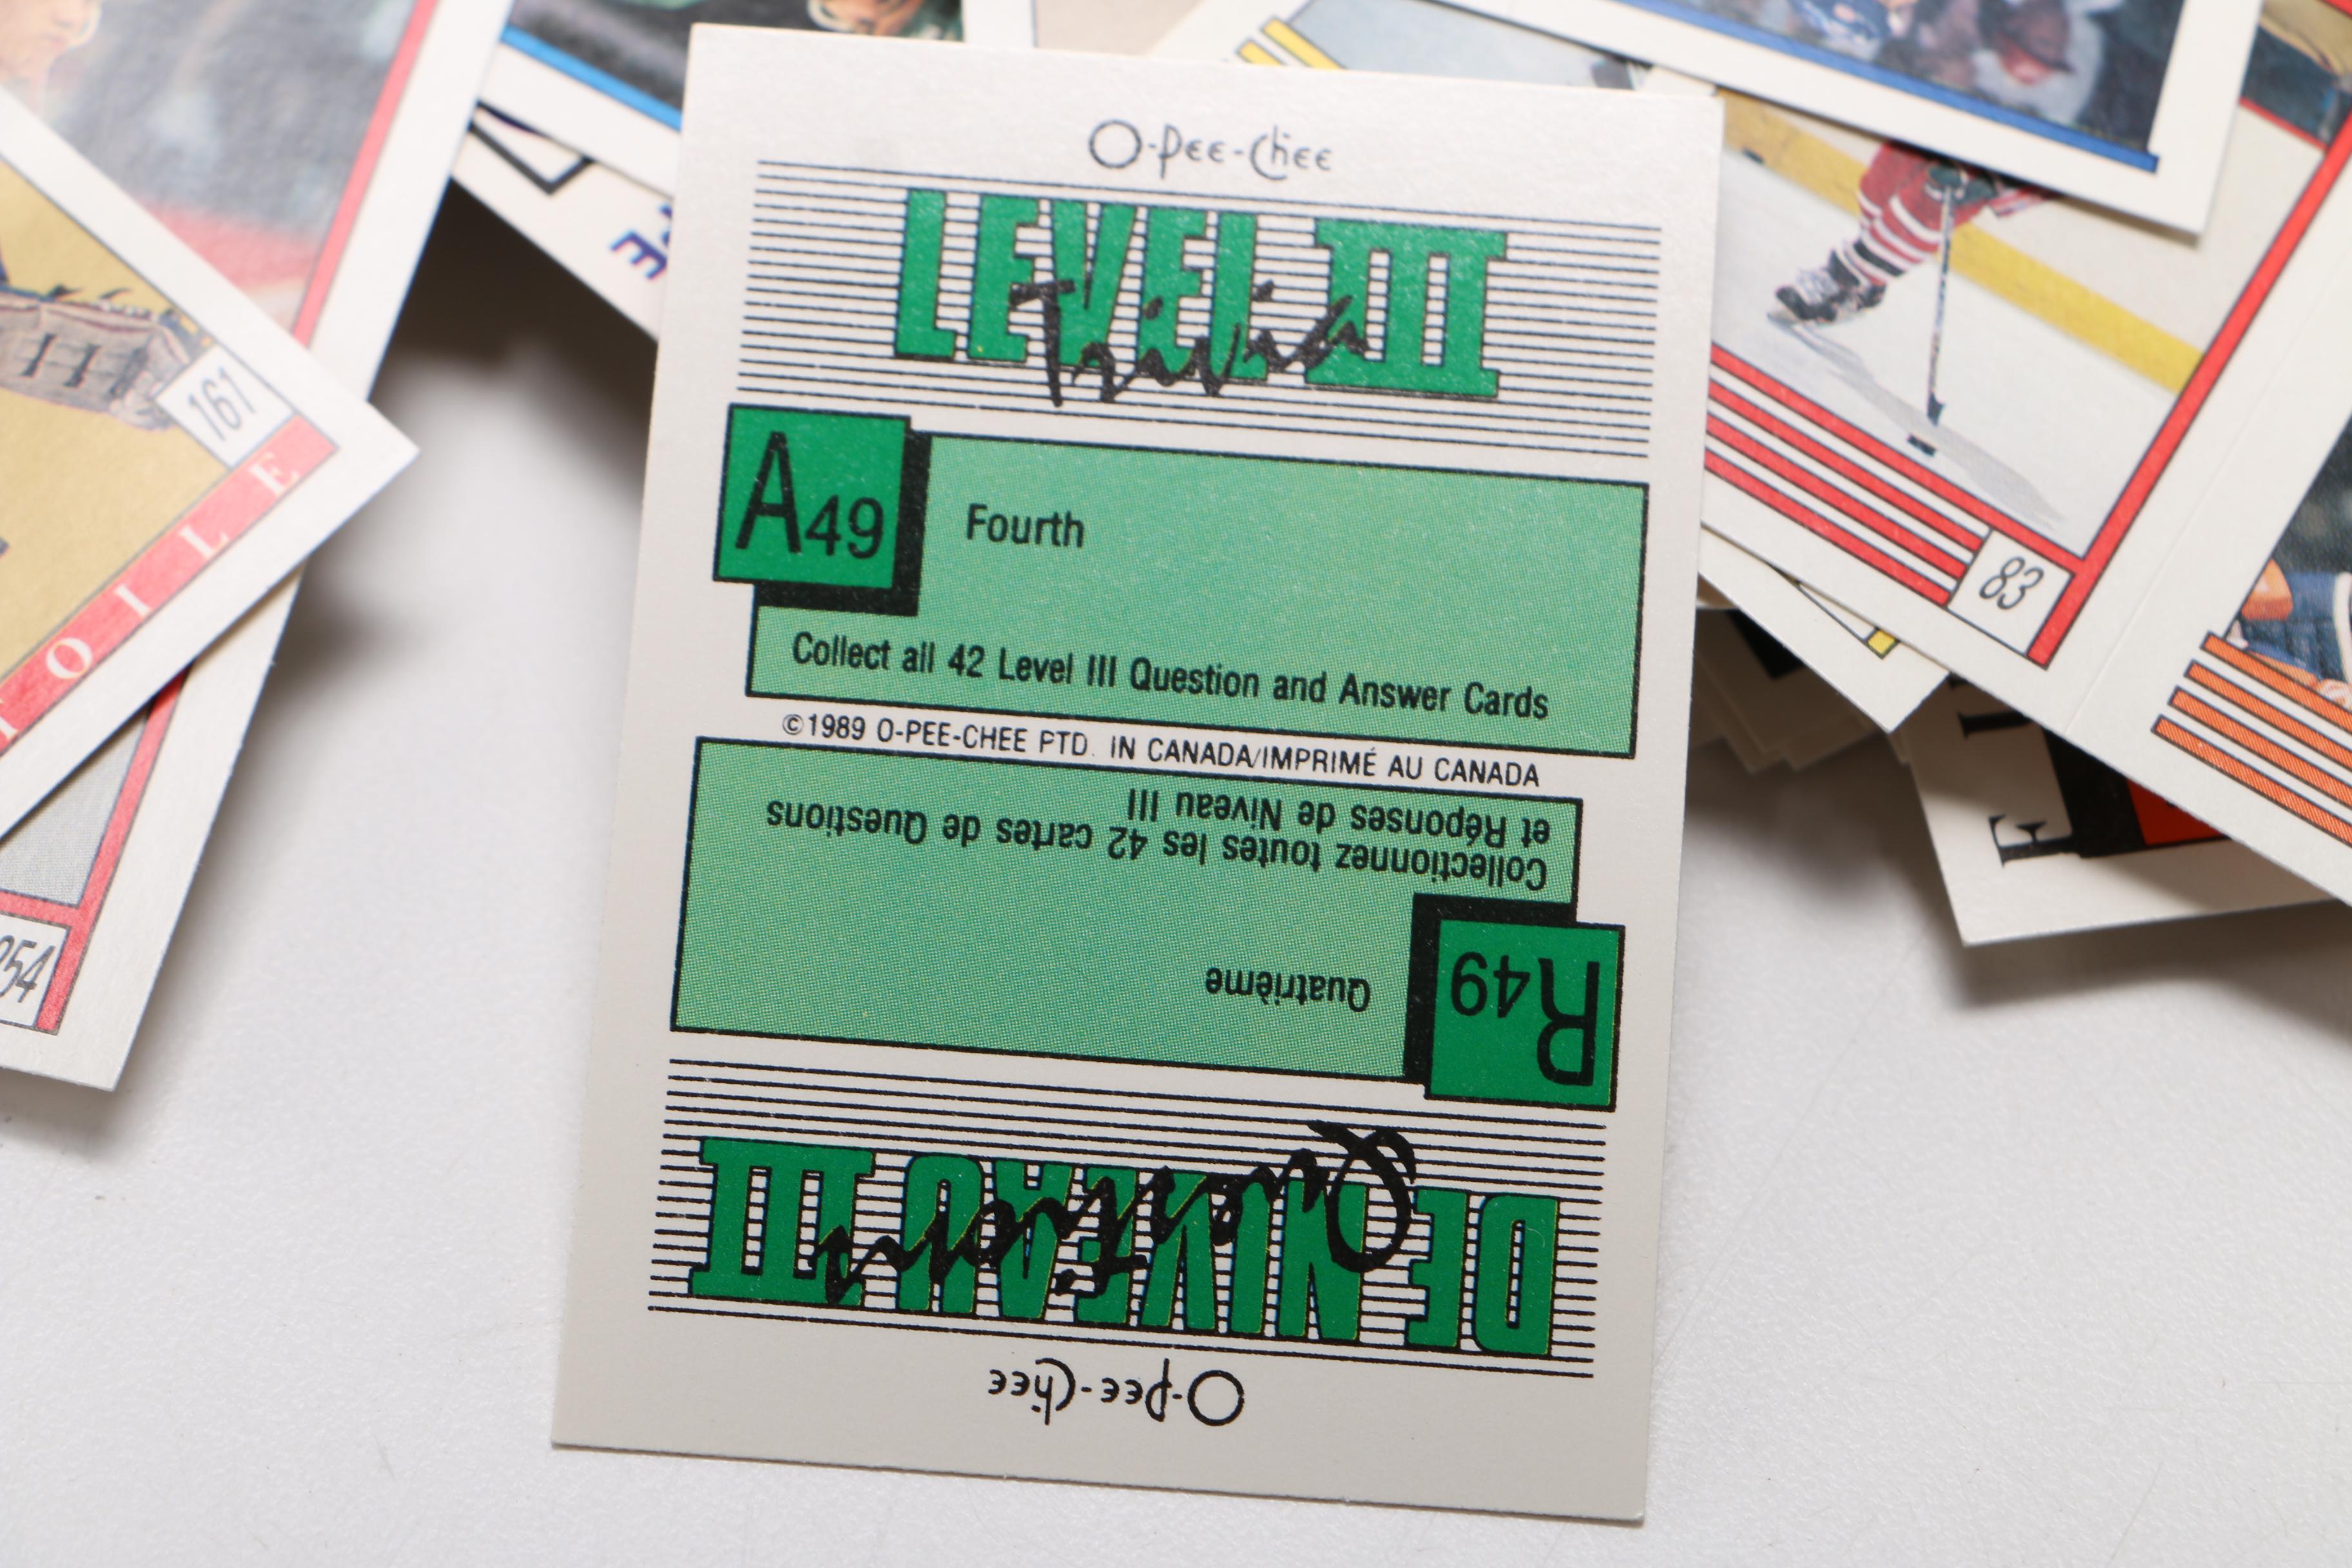 O-Pee-Chee
LEVEL III
Trivia
A49
Fourth
Collect all 42 Level III Question and Answer Cards
©1989 O-PEE-CHEE PTD. IN CANADA/IMPRIMÉ AU CANADA
Collectionnez toutes les 42 cartes de Questions
et Réponses de Niveau III
R49
Quatrième
Question
DE NIVEAU III
O-Pee-Chee
161
OILE
83